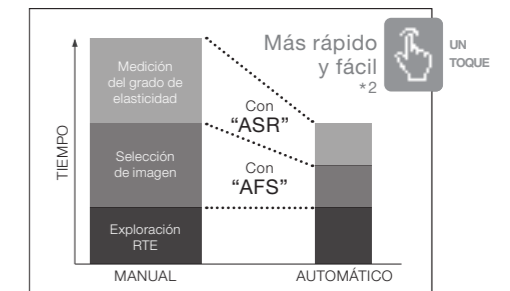 Más rápido
y fácil
*2
UN
TOQUE
Medición
del grado de
elasticidad
Con
“ASR”
Selección
de imagen
Con
“AFS”
Exploración
RTE
TIEMPO
MANUAL
AUTOMÁTICO